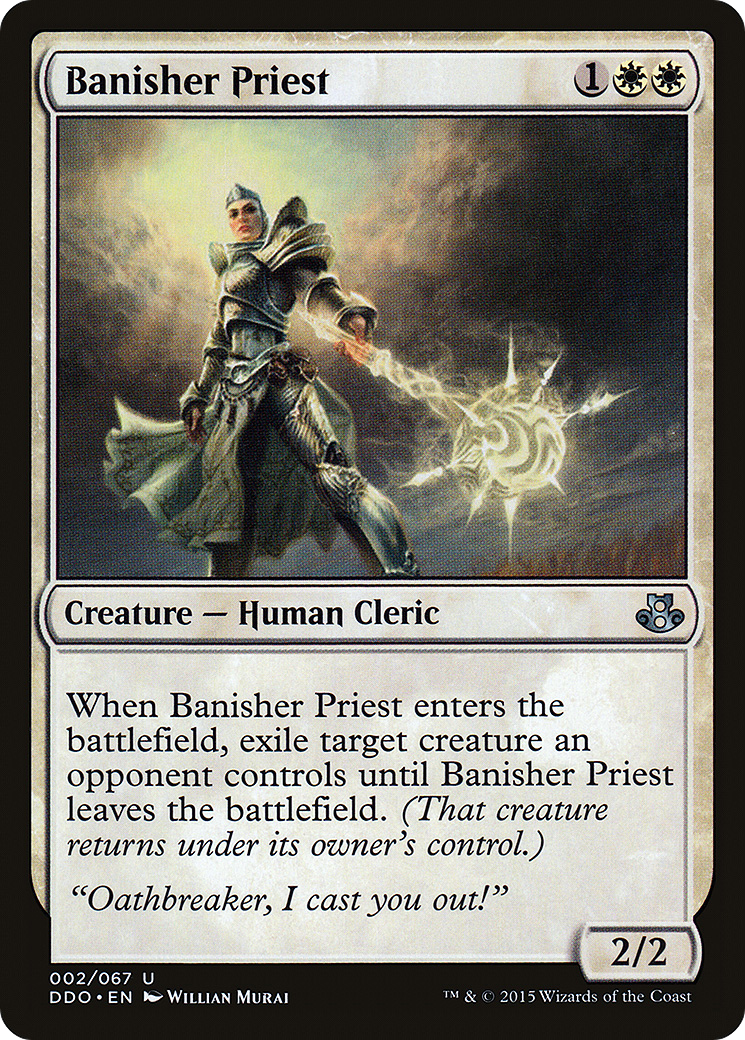 Banisher Priest 1
Creature — Human Cleric
When Banisher Priest enters the
battlefield, exile target creature an
opponent controls until Banisher Priest
leaves the battlefield. (That creature
returns under its owner's control.)
"Oathbreaker, I cast you out!"
2/2
002/067 U
DDO • EN Willian Murai
™ & © 2015 Wizards of the Coast